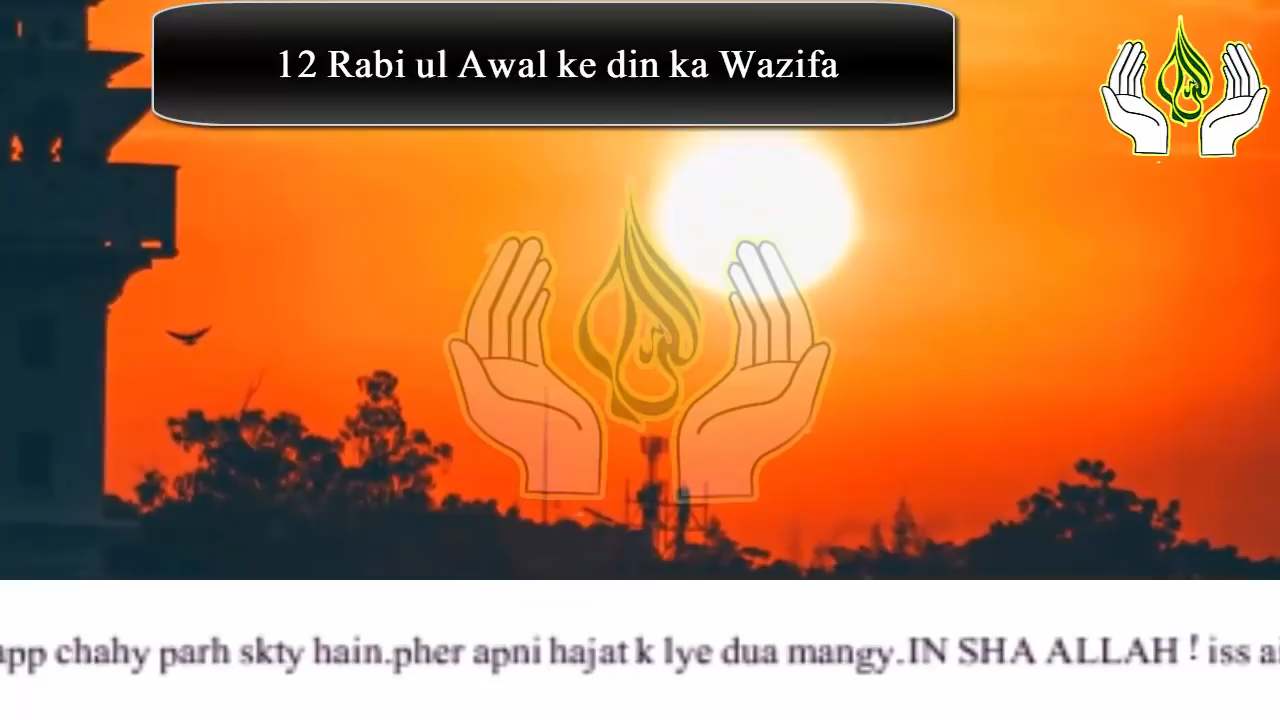 12 Rabi ul Awal ke din ka Wazifa
chahy parh skty hain.pher apni hajat k lye dua mangy.IN SHA ALLAH ! iss